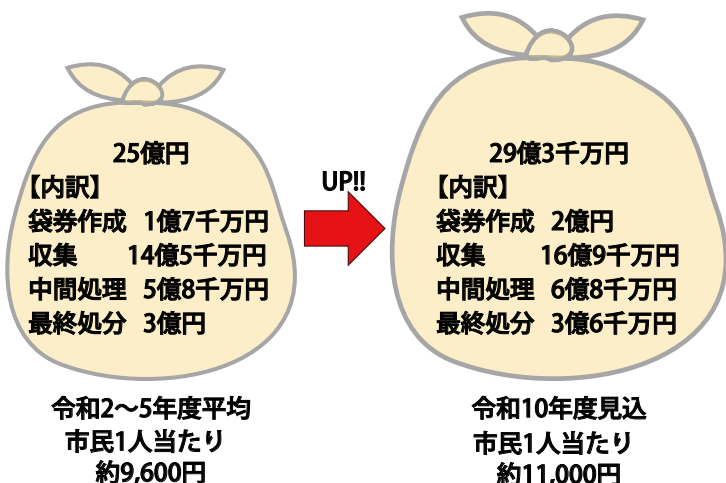 25億円
【内訳】
袋券作成 1億7千万円
収集 14億5千万円
中間処理 5億8千万円
最終処分 3億円
令和2～5年度平均
市民1人当たり
約9,600円
UP!!
29億3千万円
【内訳】
袋券作成 2億円
収集 16億9千万円
中間処理 6億8千万円
最終処分 3億6千万円
令和10年度見込
市民1人当たり
約11,000円